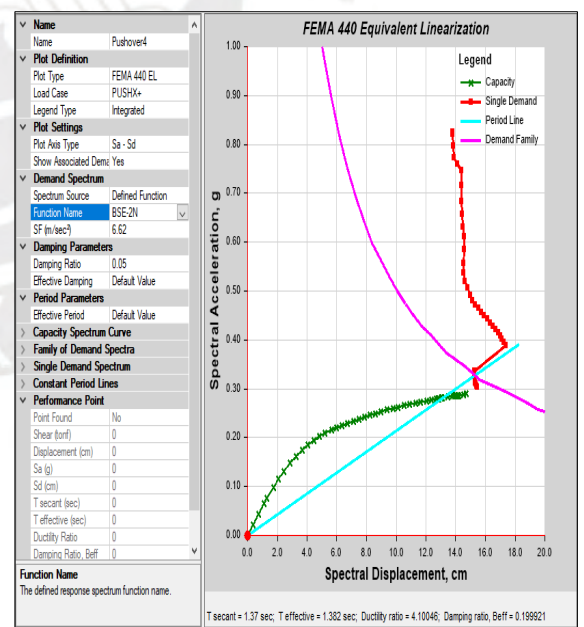 Name
Name Pushover4
Plot Definition
Plot Type FEMA 440 EL
Load Case PUSHX+
Legend Type Integrated
Plot Settings
Plot Axis Type Sa - Sd
Show Associated Dema Yes
Demand Spectrum
Spectrum Source Defined Function
Function Name BSE-2N
SF (m/sec²) 6.62
Damping Parameters
Damping Ratio 0.05
Effective Damping Default Value
Period Parameters
Effective Period Default Value
Capacity Spectrum Curve
Family of Demand Spectra
Single Demand Spectrum
Constant Period Lines
Performance Point
Point Found No
Shear (tonf) 0
Displacement (cm) 0
Sa (g) 0
Sd (cm) 0
T secant (sec) 0
T effective (sec) 0
Ductility Ratio 0
Damping Ratio, Beff 0
Function Name
The defined response spectrum function name.
FEMA 440 Equivalent Linearization
Legend
Capacity
Single Demand
Period Line
Demand Family
Spectral Acceleration, g
1.00
0.90
0.80
0.70
0.60
0.50
0.40
0.30
0.20
0.10
0.00
0.0 2.0 4.0 6.0 8.0 10.0 12.0 14.0 16.0 18.0 20.0
Spectral Displacement, cm
T secant = 1.37 sec; T effective = 1.382 sec; Ductility ratio = 4.10046; Damping ratio, Beff = 0.199921